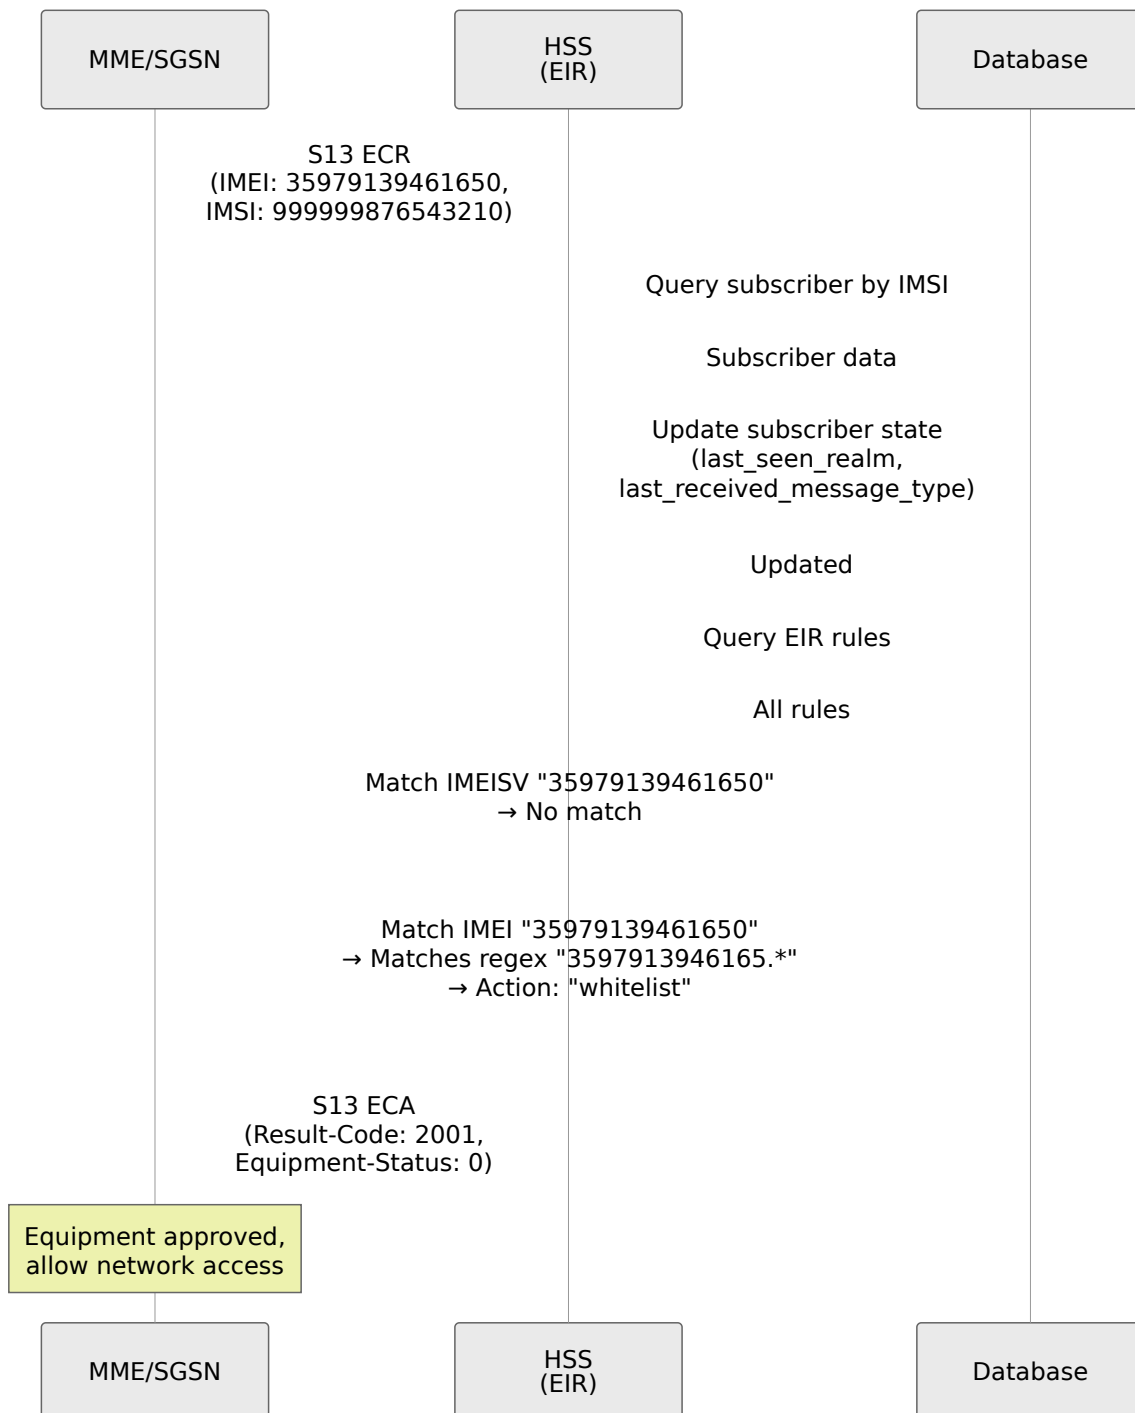 MME/SGSN
HSS
(EIR)
Database
S13 ECR
(IMEI: 35979139461650,
IMSI: 999999876543210)
Query subscriber by IMSI
Subscriber data
Update subscriber state
(last_seen_realm,
last_received_message_type)
Updated
Query EIR rules
All rules
Match IMEISV "35979139461650"
→ No match
Match IMEI "35979139461650"
→ Matches regex "3597913946165.*"
→ Action: "whitelist"
S13 ECA
(Result-Code: 2001,
Equipment-Status: 0)
Equipment approved,
allow network access
MME/SGSN
HSS
(EIR)
Database